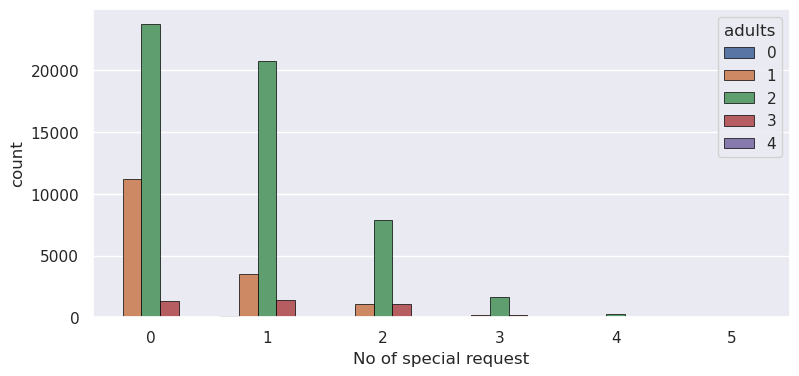 adults
0
1
2
3
4
20000
15000
10000
5000
0
count
0 1 2 3 4 5
No of special request